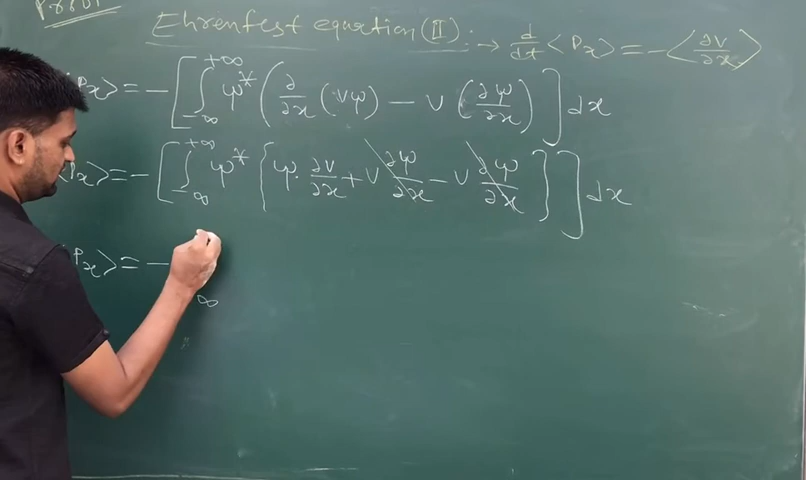 Proof
Ehrenfest equation (II) :→ d/dt <Px> = - <∂V/∂x>
Px> = - [ ∫_{-∞}^{+∞} ψ* ( ∂/∂x (Vψ) - V (∂ψ/∂x) ] dx
<Px> = - [ ∫_{-∞}^{+∞} ψ* { ψ. ∂V/∂x + V ∂ψ/∂x - V ∂ψ/∂x } ] dx
Px> = - ∞